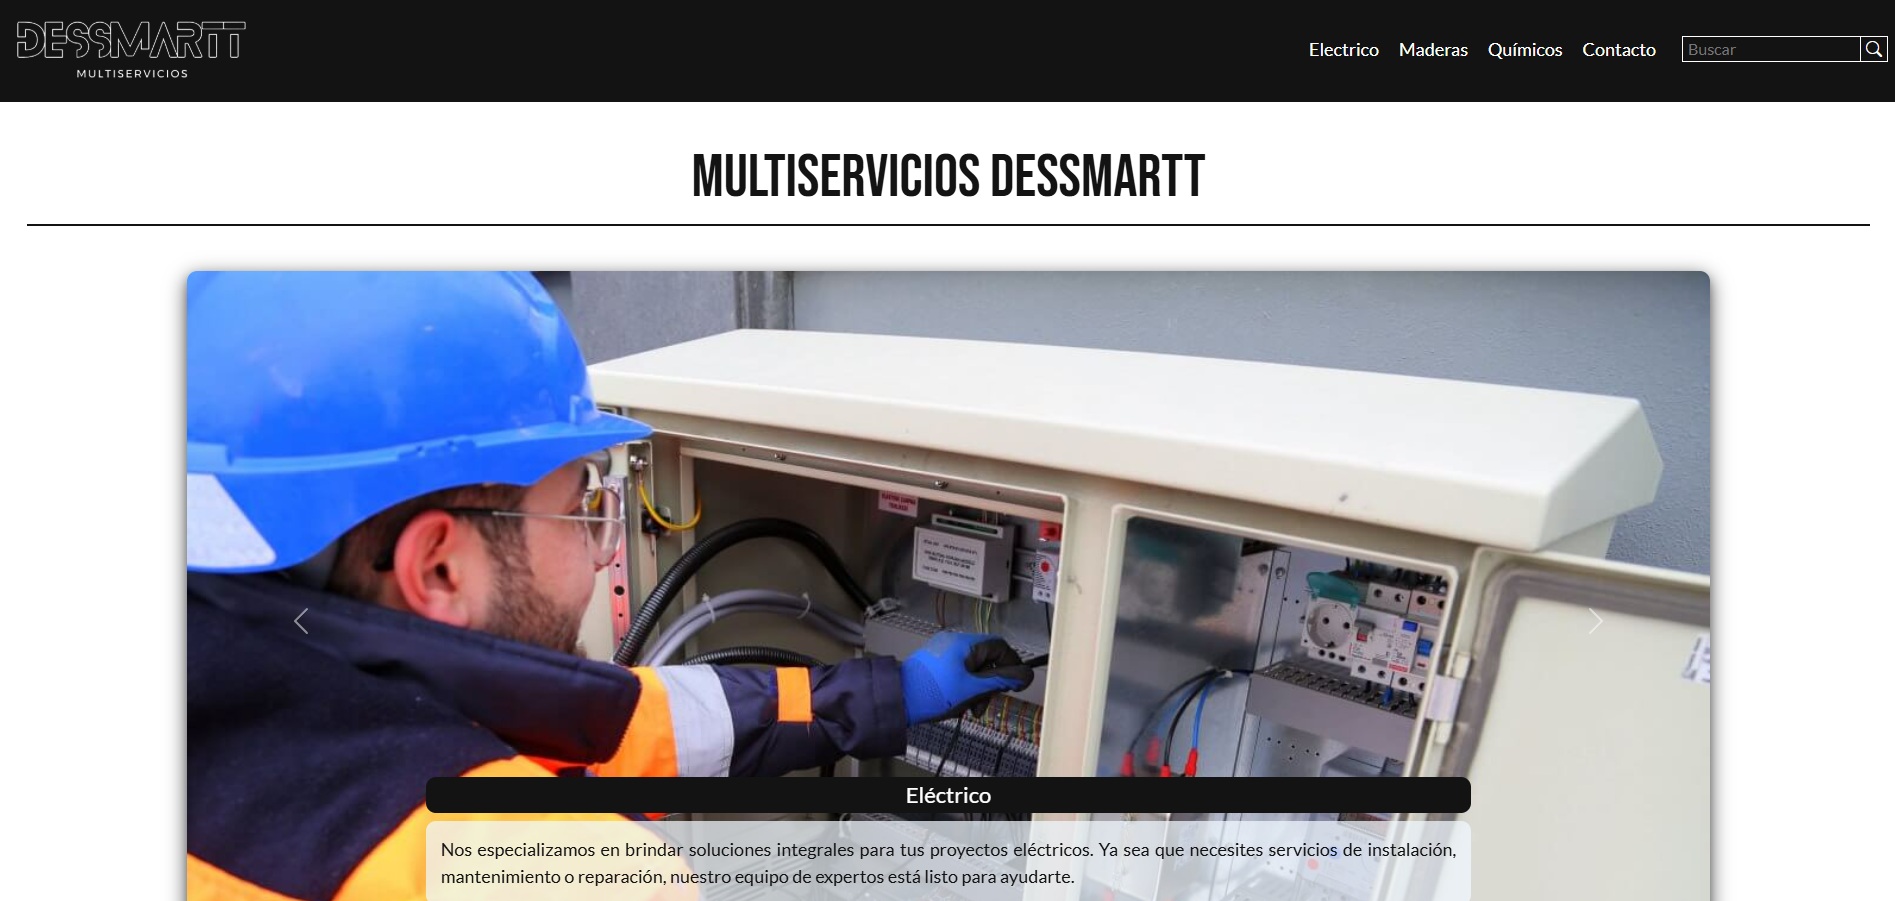 DESSMARTT
MULTISERVICIOS
Electrico Maderas Químicos Contacto Buscar
MULTISERVICIOS DESSMARTT
Eléctrico
Nos especializamos en brindar soluciones integrales para tus proyectos eléctricos. Ya sea que necesites servicios de instalación,
mantenimiento o reparación, nuestro equipo de expertos está listo para ayudarte.